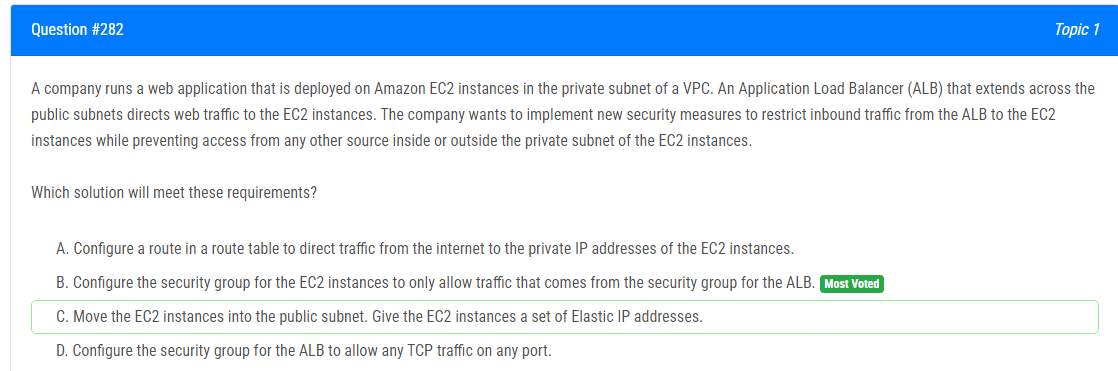 Question #282
Topic 1
A company runs a web application that is deployed on Amazon EC2 instances in the private subnet of a VPC. An Application Load Balancer (ALB) that extends across the
public subnets directs web traffic to the EC2 instances. The company wants to implement new security measures to restrict inbound traffic from the ALB to the EC2
instances while preventing access from any other source inside or outside the private subnet of the EC2 instances.
Which solution will meet these requirements?
A. Configure a route in a route table to direct traffic from the internet to the private IP addresses of the EC2 instances.
B. Configure the security group for the EC2 instances to only allow traffic that comes from the security group for the ALB. Most Voted
C. Move the EC2 instances into the public subnet. Give the EC2 instances a set of Elastic IP addresses.
D. Configure the security group for the ALB to allow any TCP traffic on any port.